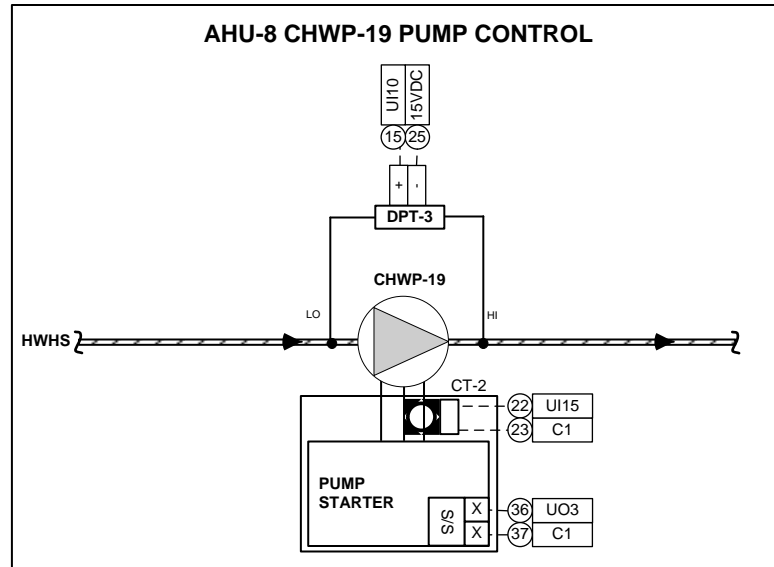 AHU-8 CHWP-19 PUMP CONTROL
UI10
15VDC
15 25
+ -
DPT-3
CHWP-19
LO
HI
HWHS
CT-2
22 UI15
23 C1
PUMP
STARTER
S/S
X 36 UO3
X 37 C1